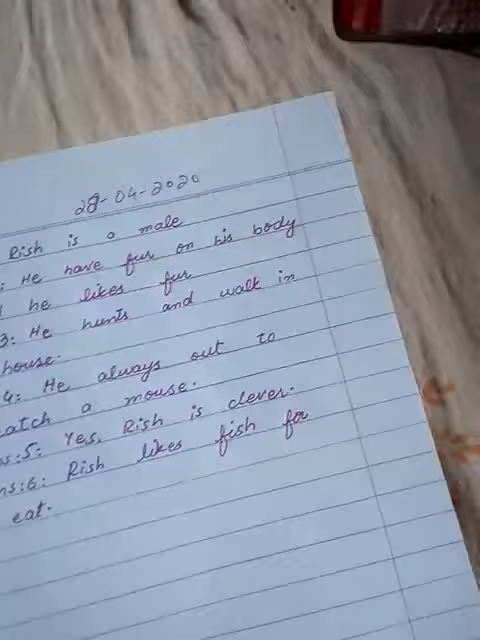 28-04-2020
Rish is a male
: He have fur on his body
he likes fur
3: He hunts and walk in
house.
4: He always out to
atch a mouse.
s:5: Yes, Rish is clever.
ns:6: Rish likes fish for
eat.